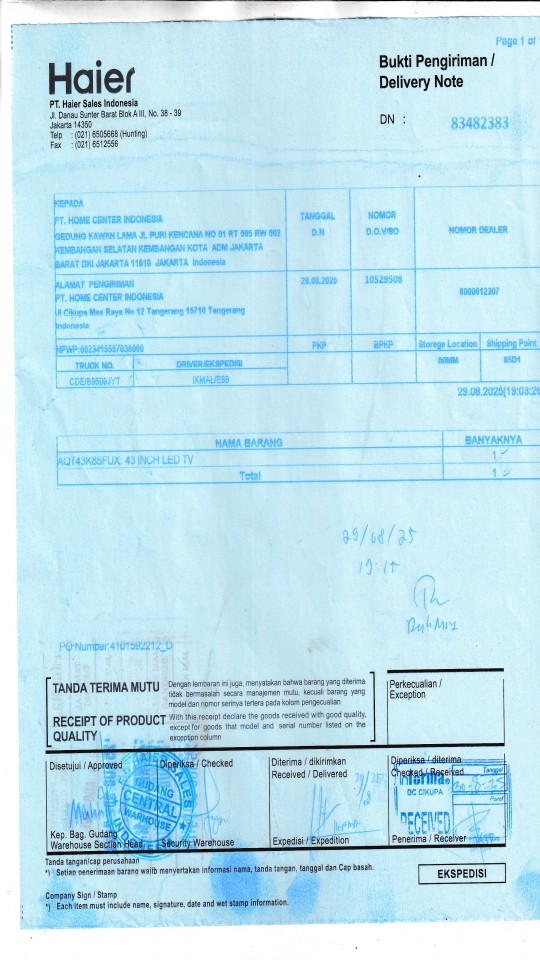 Page 1 of
Haier
Bukti Pengiriman /
Delivery Note
PT. Haier Sales Indonesia
Jl. Danau Sunter Barat Blok A III, No. 38 - 39
Jakarta 14350
Telp : (021) 6505668 (Hunting)
Fax : (021) 6512556
DN : 83482383
KEPADA
PT. HOME CENTER INDONESIA
GEDUNG KAWAN LAMA JL PURI KENCANA NO 01 RT 005 RW 002
KEMBANGAN SELATAN KEMBANGAN KOTA ADM JAKARTA
BARAT DKI JAKARTA 11610 JAKARTA Indonesia
TANGGAL
D.N
NOMOR
D.O.Y/BO
NOMOR DEALER
ALAMAT PENGIRIMAN
PT. HOME CENTER INDONESIA
Jl Cikupa Mas Raya No 12 Tangerang 15710 Tangerang
Indonesia
29.08.2025
10529508
0000612307
PKP
BPKP
Storege Location
Shipping Point
TRUCK NO.
DRIVER/EKSPEDISI
IKMAL/E66
29.08.2025(19:03:26
NAMA BARANG
BANYAKNYA
AQT43K85FUX: 43 INCH LED TV
1
Total
1
29/08/25
19:15
PO Number:4101592212_D
TANDA TERIMA MUTU
Dengan lembaran ini juga, menyatakan bahwa barang yang diterima
tidak bermasalah secara manajemen mutu, kecuali barang yang
model dan nomor serinya tertera pada kolom pengecualian
RECEIPT OF PRODUCT
QUALITY
With this receipt declare the goods received with good quality,
except for goods that model and serial number listed on the
exception column
Perkecualian /
Exception
Disetujui / Approved
Diperiksa / Checked
Diterima / dikirimkan
Received / Delivered
Diperiksa / diterima
Checked / Received
GUDANG
CENTRAL
WAREHOUSE
Tanggal
DC CIKUPA
Paraf
RECEIVED
Kep. Bag. Gudang
Warehouse Section Head
Security Warehouse
Expedisi / Expedition
Penerima / Receiver
Tanda tangan/cap perusahaan
*) Setiap penerimaan barang wajib menyertakan informasi nama, tanda tangan, tanggal dan Cap basah.
EKSPEDISI
Company Sign / Stamp
*) Each item must include name, signature, date and wet stamp information.